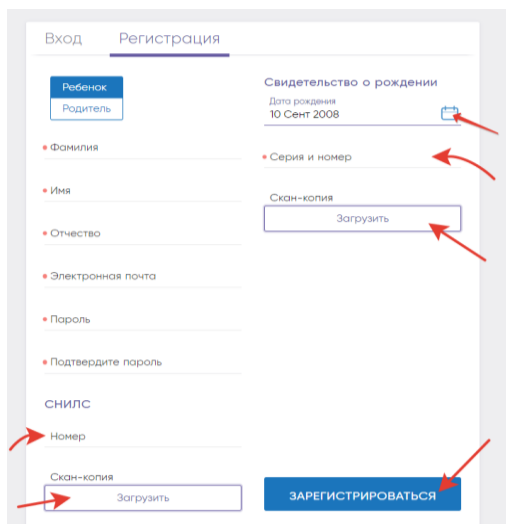 Вход Регистрация
Ребенок
Родитель
• Фамилия
• Имя
• Отчество
• Электронная почта
• Пароль
• Подтвердите пароль
СНИЛС
Номер
Скан-копия
Загрузить
Свидетельство о рождении
Дата рождения
10 Сент 2008
• Серия и номер
Скан-копия
Загрузить
ЗАРЕГИСТРИРОВАТЬСЯ